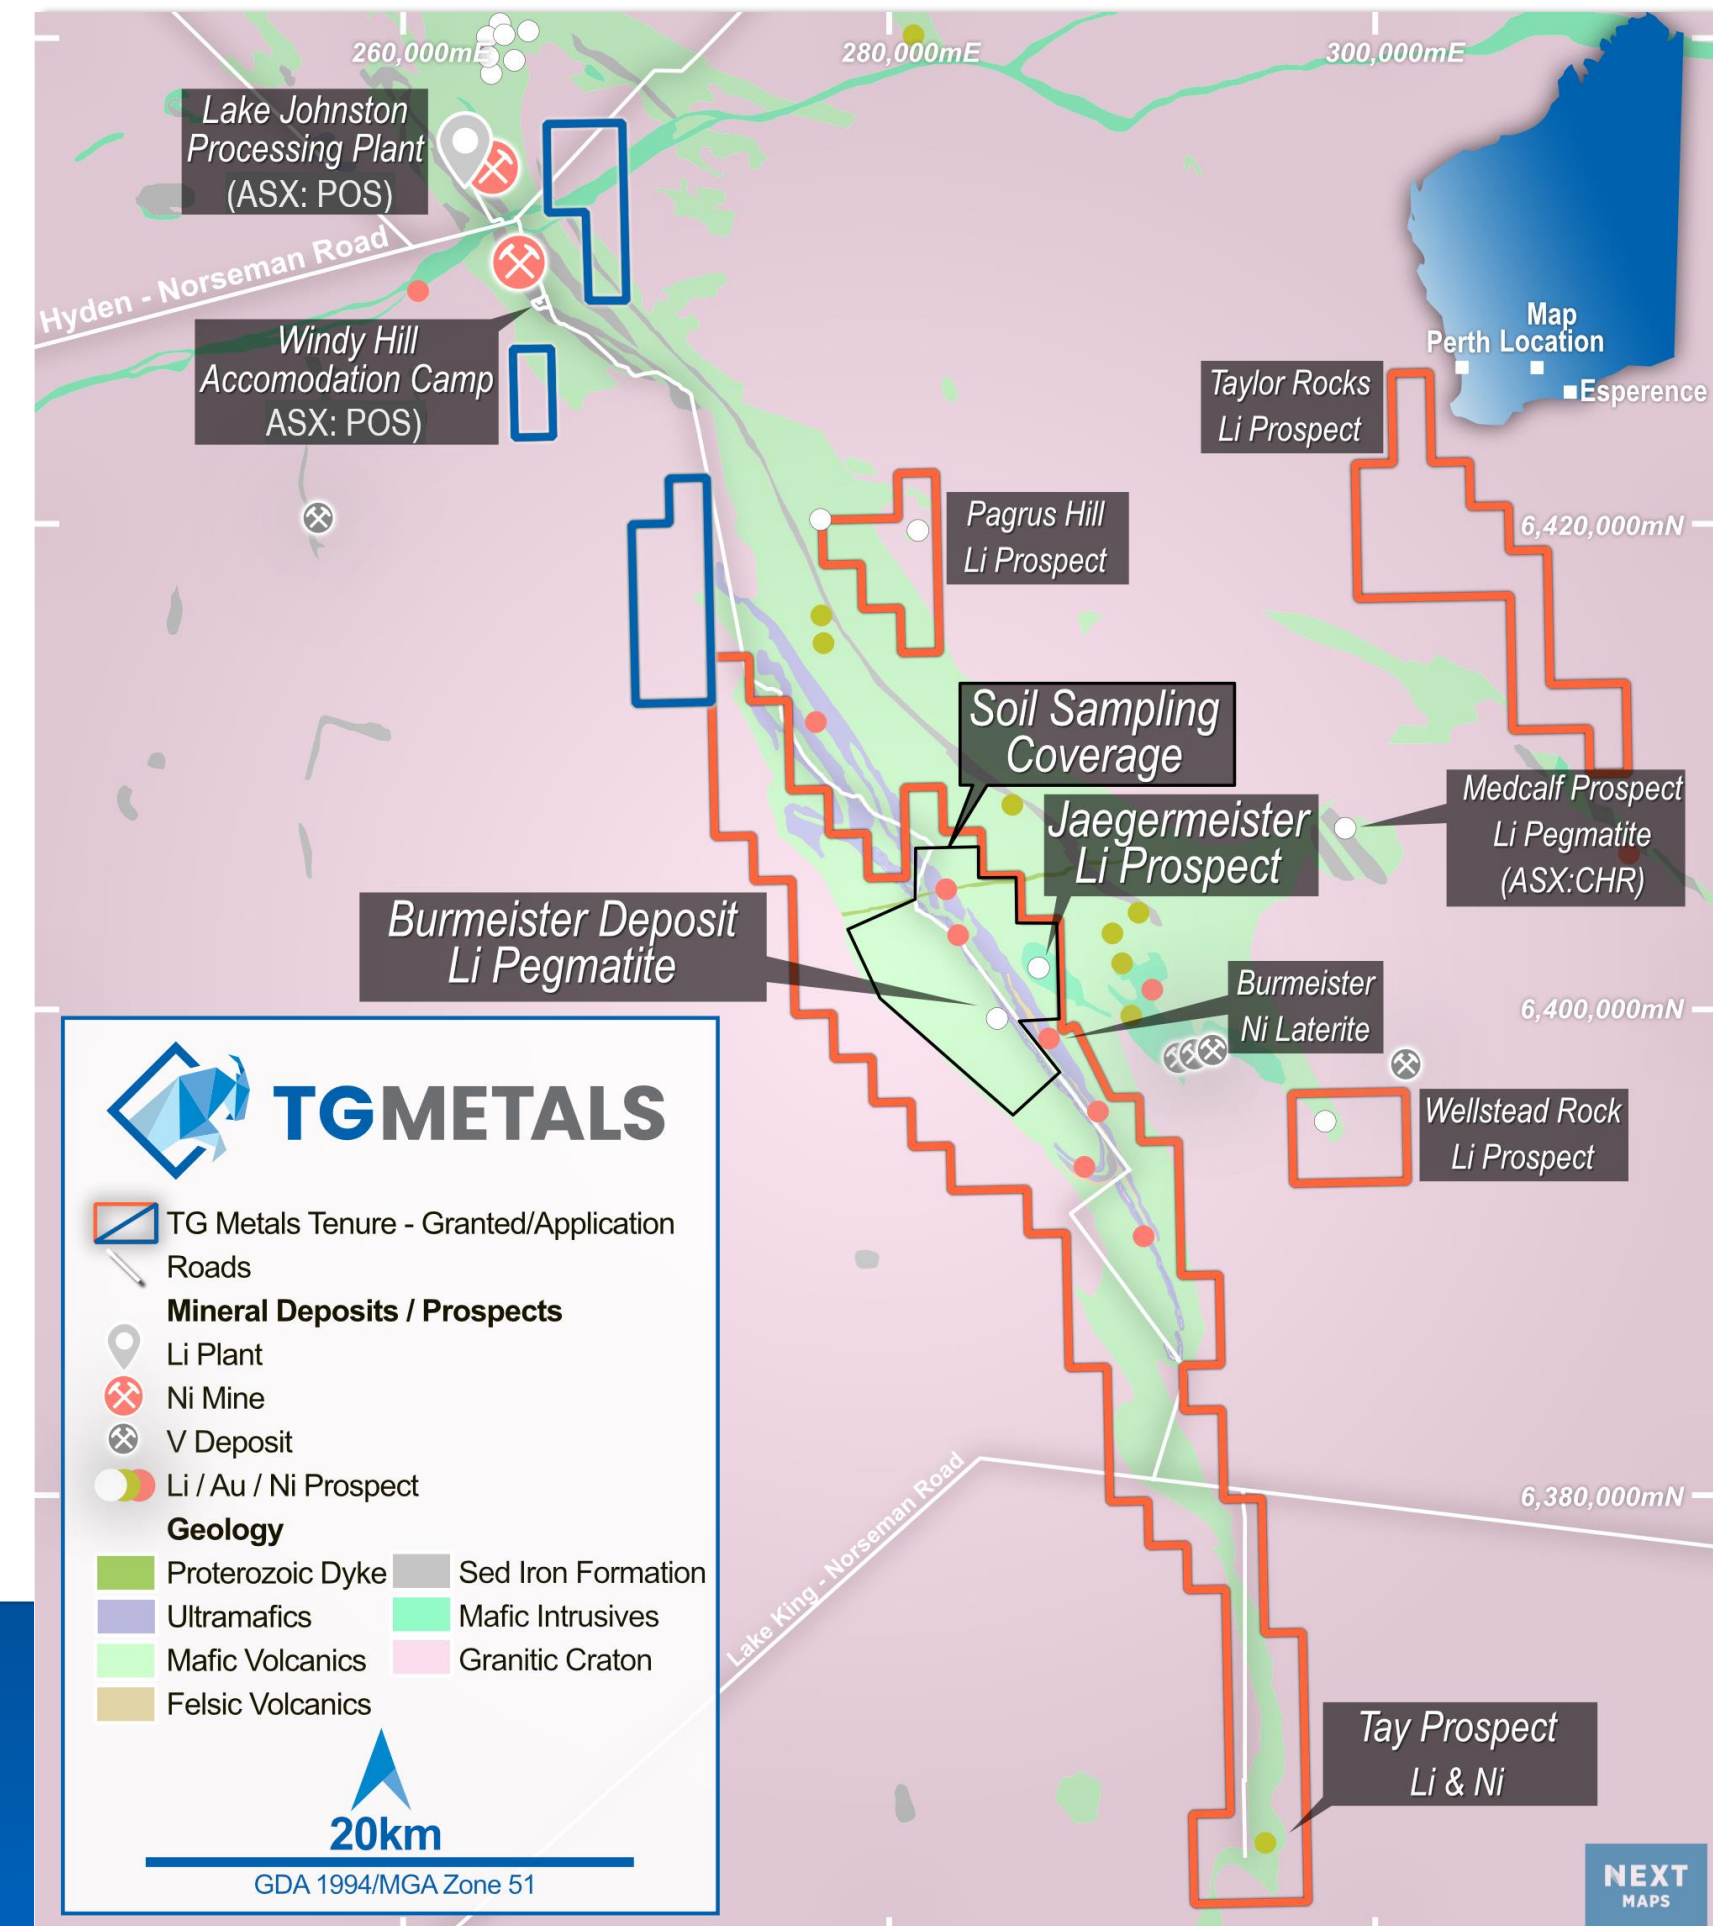 260,000mE
280,000mE
300,000mE
Lake Johnston
Processing Plant
(ASX: POS)
Hyden - Norseman Road
Windy Hill
Accomodation Camp
ASX: POS)
Map
Perth Location
Esperence
Taylor Rocks
Li Prospect
6,420,000mN
Pagrus Hill
Li Prospect
Soil Sampling
Coverage
Jaegermeister
Li Prospect
Medcalf Prospect
Li Pegmatite
(ASX:CHR)
Burmeister Deposit
Li Pegmatite
Burmeister
Ni Laterite
6,400,000mN
Wellstead Rock
Li Prospect
TGMETALS
TG Metals Tenure - Granted/Application
Roads
Mineral Deposits / Prospects
Li Plant
Ni Mine
V Deposit
Li / Au / Ni Prospect
Geology
Proterozoic Dyke
Sed Iron Formation
Ultramafics
Mafic Intrusives
Mafic Volcanics
Granitic Craton
Felsic Volcanics
20km
GDA 1994/MGA Zone 51
Lake King - Norseman Road
6,380,000mN
Tay Prospect
Li & Ni
NEXT
MAPS